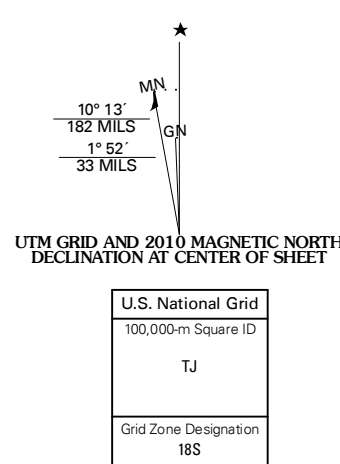 MN
10° 13´
182 MILS
GN
1° 52´
33 MILS
UTM GRID AND 2010 MAGNETIC NORTH
DECLINATION AT CENTER OF SHEET
U.S. National Grid
100,000-m Square ID
TJ
Grid Zone Designation
18S